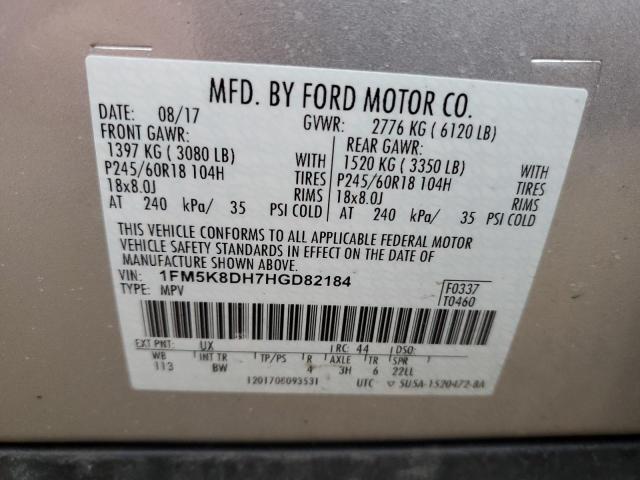 MFD. BY FORD MOTOR CO.
DATE: 08/17 GVWR: 2776 KG ( 6120 LB)
FRONT GAWR: REAR GAWR:
1397 KG ( 3080 LB) WITH 1520 KG ( 3350 LB) WITH
P245/60R18 104H TIRES P245/60R18 104H TIRES
18x8.0J RIMS 18x8.0J RIMS
AT 240 kPa/ 35 PSI COLD AT 240 kPa/ 35 PSI COLD
THIS VEHICLE CONFORMS TO ALL APPLICABLE FEDERAL MOTOR
VEHICLE SAFETY STANDARDS IN EFFECT ON THE DATE OF
MANUFACTURE SHOWN ABOVE.
VIN: 1FM5K8DH7HGD82184 F0337
TYPE: MPV T0460
EXT PNT: UX RC: 44 DSO:
WB INT TR TP/PS R AXLE TR SPR
113 BW 4 3H 6 22LL
UTC 5U5A-1520472-8A